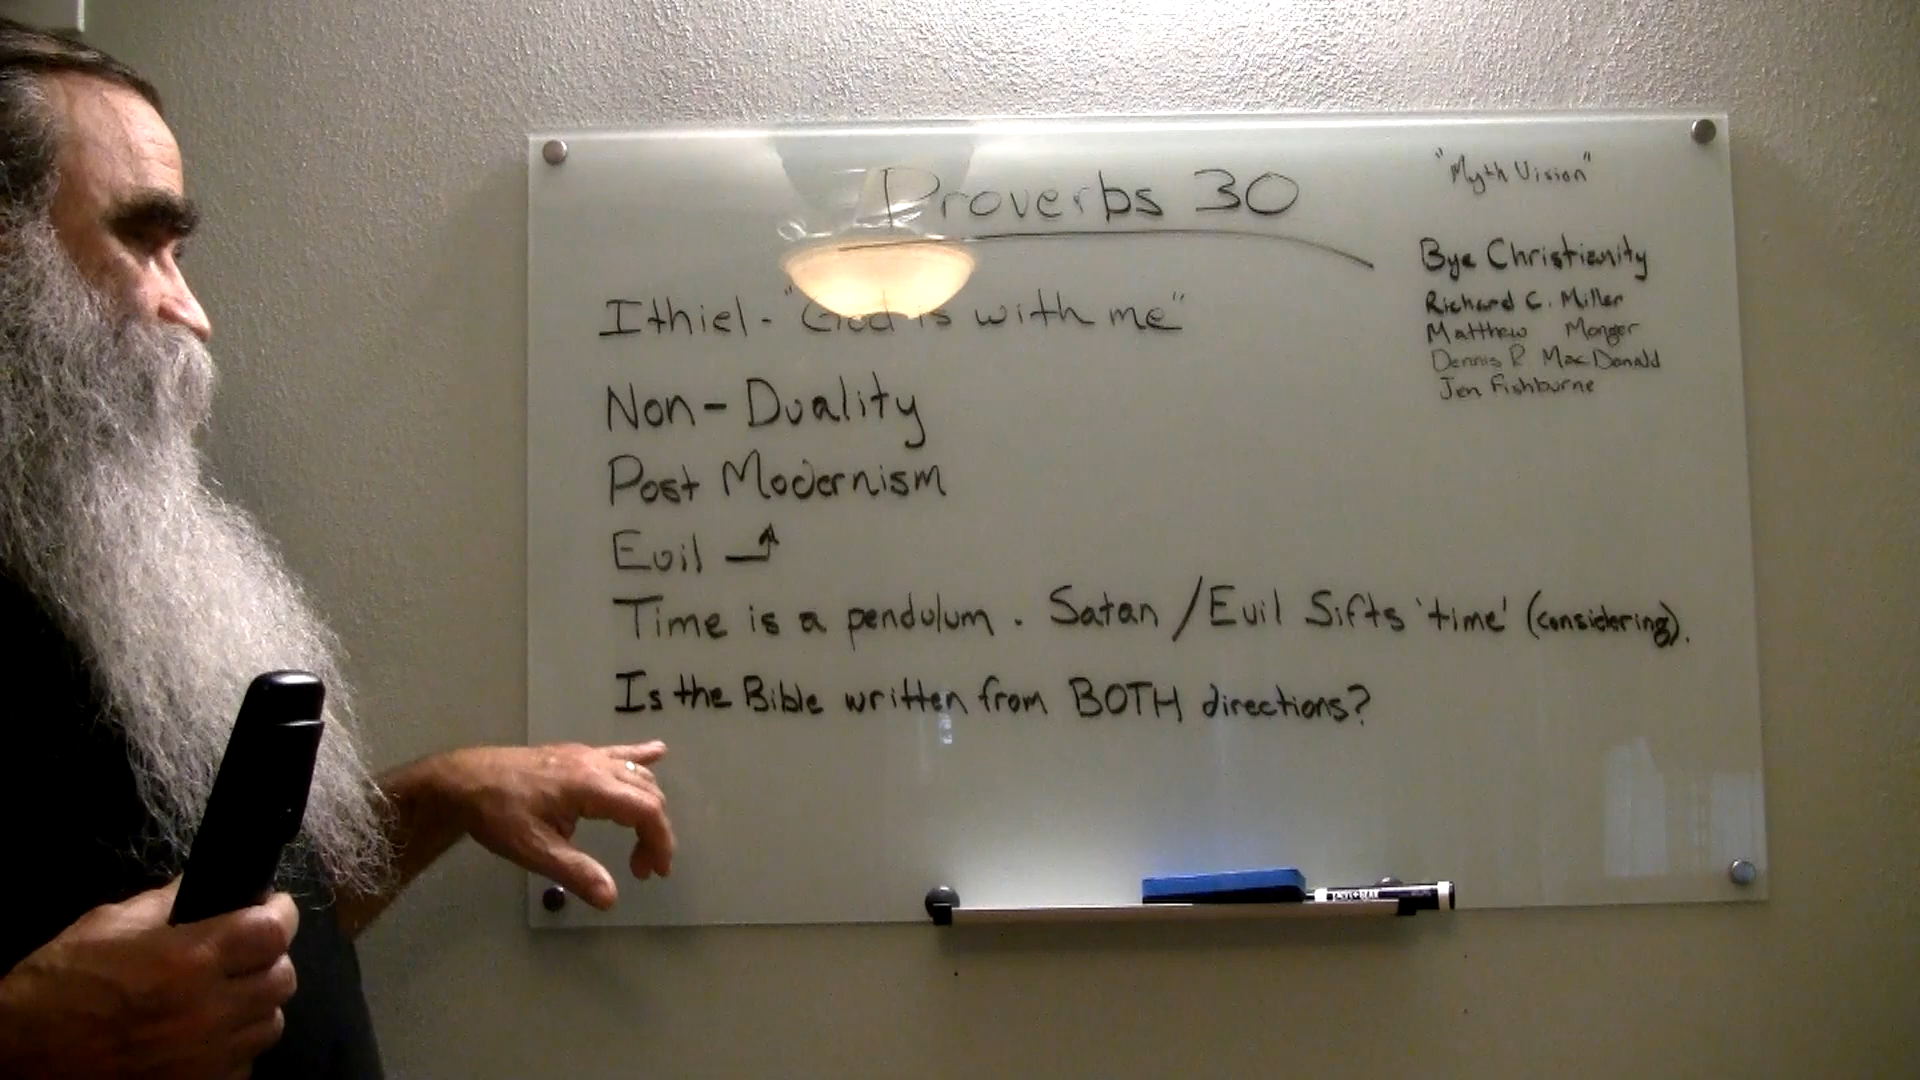 Proverbs 30
"Myth Vision"
Bye Christianity
Richard C. Miller
Matthew Monger
Dennis R MacDonald
Jen Fishburne
Ithiel - "God is with me"
Non-Duality
Post Modernism
Evil
Time is a pendulum. Satan / Evil Sifts 'time' (considering).
Is the Bible written from BOTH directions?